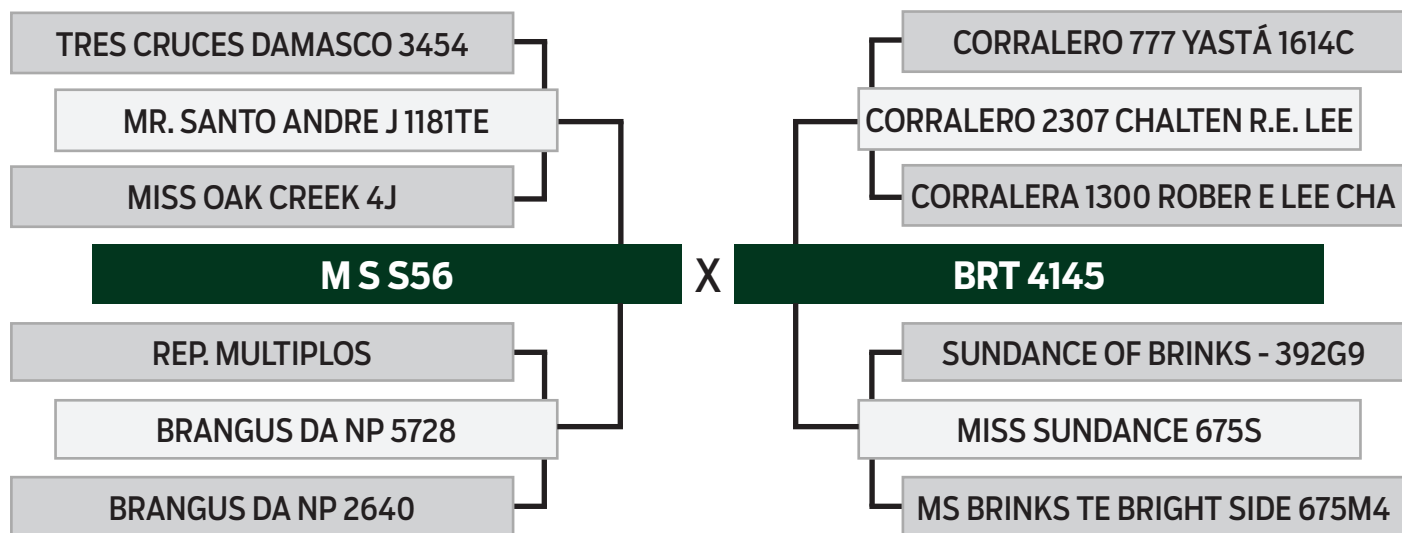 TRES CRUCES DAMASCO 3454
MR. SANTO ANDRE J 1181TE
MISS OAK CREEK 4J
M S S56
REP. MULTIPLOS
BRANGUS DA NP 5728
BRANGUS DA NP 2640
X
CORRALERO 777 YASTÁ 1614C
CORRALERO 2307 CHALTEN R.E. LEE
CORRALERA 1300 ROBER E LEE CHA
BRT 4145
SUNDANCE OF BRINKS - 392G9
MISS SUNDANCE 675S
MS BRINKS TE BRIGHT SIDE 675M4